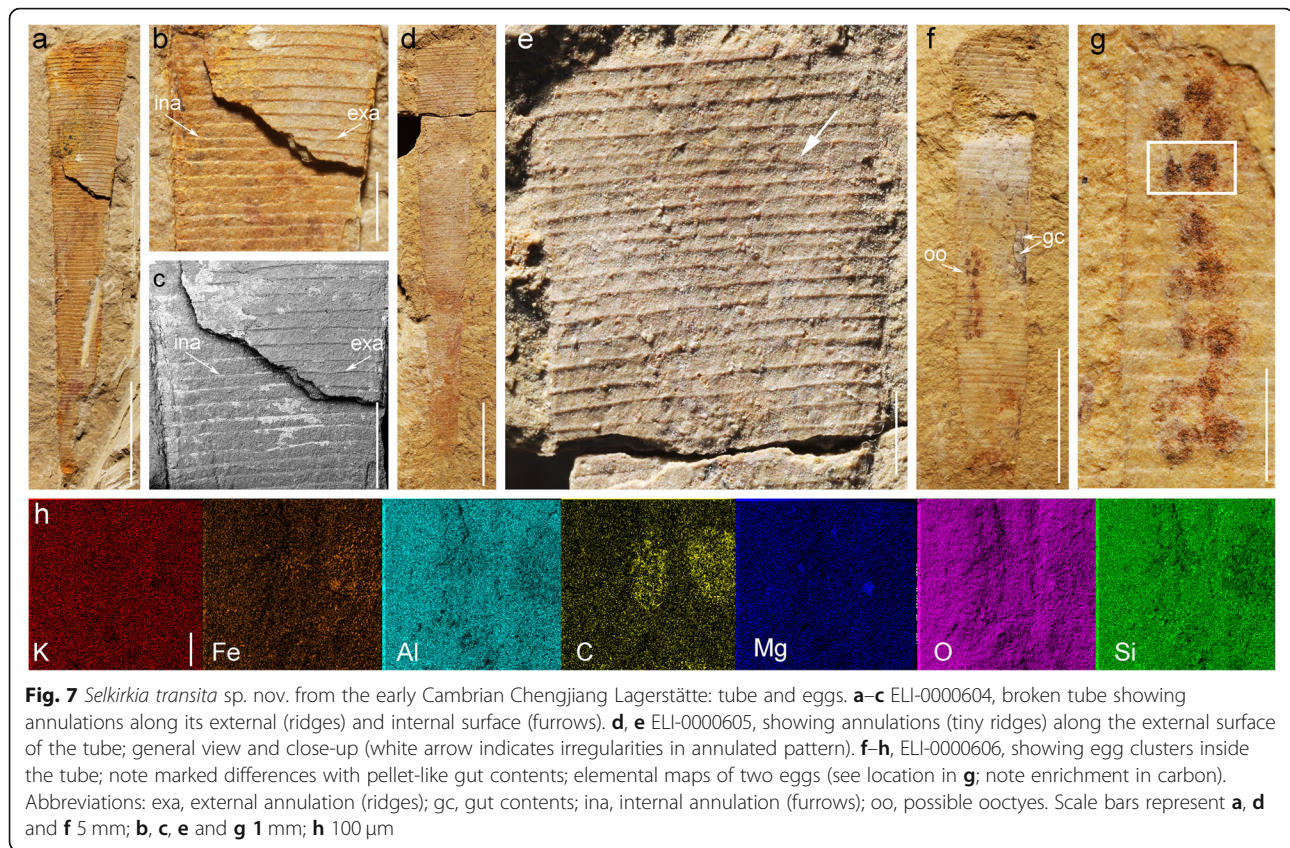 a
b
ina
exa
c
ina
exa
d
e
f
gc
oo
g
h
K
Fe
Al
C
Mg
O
Si
Fig. 7 Selkirkia transita sp. nov. from the early Cambrian Chengjiang Lagerstätte: tube and eggs. a–c ELI-0000604, broken tube showing
annulations along its external (ridges) and internal surface (furrows). d, e ELI-0000605, showing annulations (tiny ridges) along the external surface
of the tube; general view and close-up (white arrow indicates irregularities in annulated pattern). f–h, ELI-0000606, showing egg clusters inside
the tube; note marked differences with pellet-like gut contents; elemental maps of two eggs (see location in g; note enrichment in carbon).
Abbreviations: exa, external annulation (ridges); gc, gut contents; ina, internal annulation (furrows); oo, possible ooctyes. Scale bars represent a, d
and f 5 mm; b, c, e and g 1 mm; h 100 μm